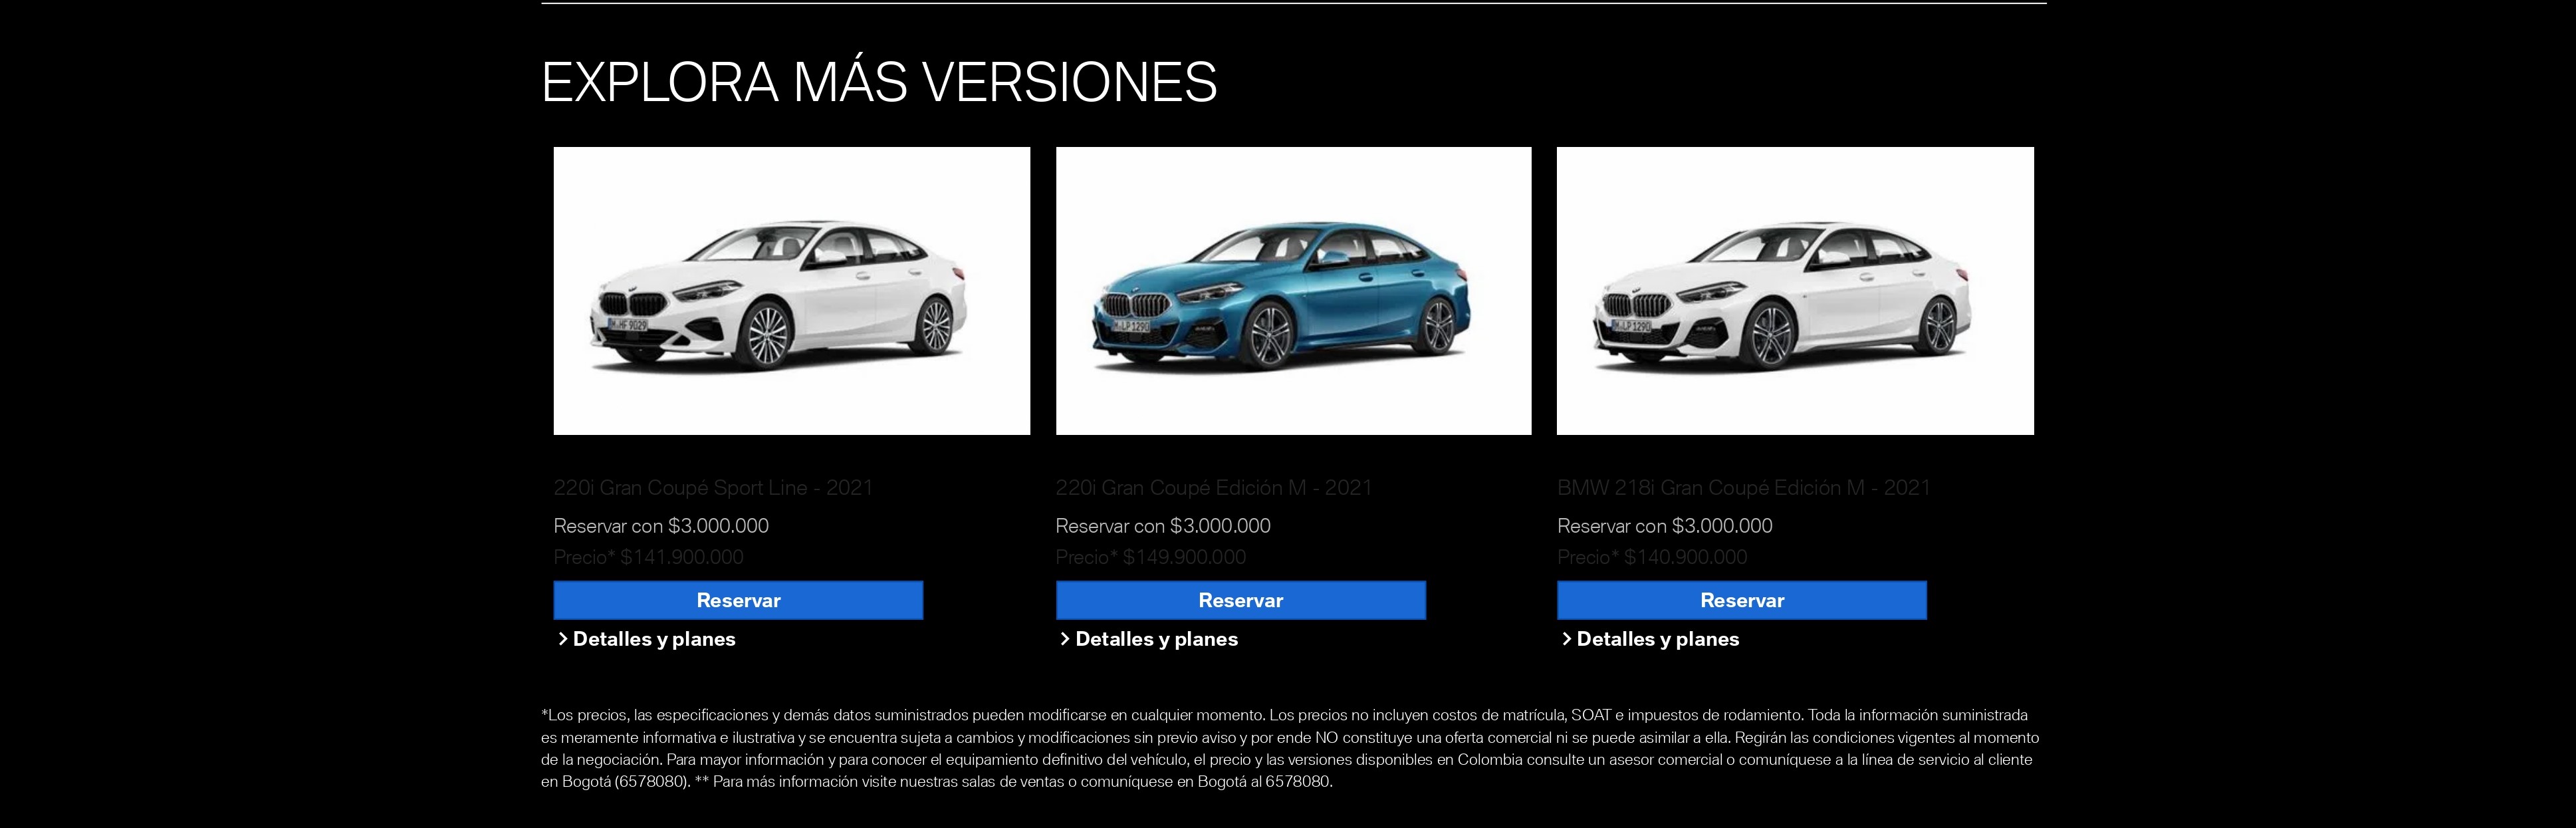 EXPLORA MÁS VERSIONES
M·HF 9029
M·LP 1290
M·LP 1290
220i Gran Coupé Sport Line - 2021
Reservar con $3.000.000
Precio* $141.900.000
Reservar
Detalles y planes
220i Gran Coupé Edición M - 2021
Reservar con $3.000.000
Precio* $149.900.000
Reservar
Detalles y planes
BMW 218i Gran Coupé Edición M - 2021
Reservar con $3.000.000
Precio* $140.900.000
Reservar
Detalles y planes
*Los precios, las especificaciones y demás datos suministrados pueden modificarse en cualquier momento. Los precios no incluyen costos de matrícula, SOAT e impuestos de rodamiento. Toda la información suministrada
es meramente informativa e ilustrativa y se encuentra sujeta a cambios y modificaciones sin previo aviso y por ende NO constituye una oferta comercial ni se puede asimilar a ella. Regirán las condiciones vigentes al momento
de la negociación. Para mayor información y para conocer el equipamiento definitivo del vehículo, el precio y las versiones disponibles en Colombia consulte un asesor comercial o comuníquese a la línea de servicio al cliente
en Bogotá (6578080). ** Para más información visite nuestras salas de ventas o comuníquese en Bogotá al 6578080.